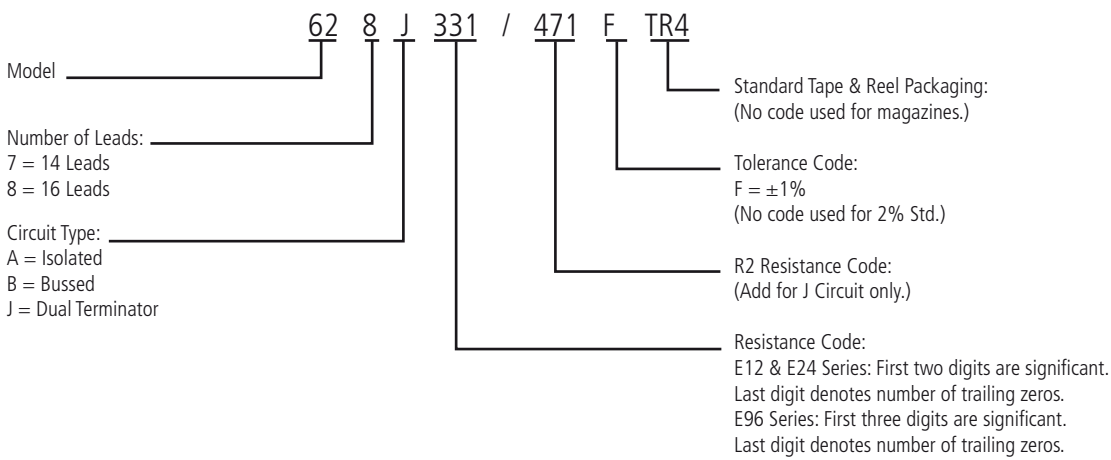 62 8 J 331 / 471 F TR4
Model
Number of Leads:
7 = 14 Leads
8 = 16 Leads
Circuit Type:
A = Isolated
B = Bussed
J = Dual Terminator
Standard Tape & Reel Packaging:
(No code used for magazines.)
Tolerance Code:
F = ±1%
(No code used for 2% Std.)
R2 Resistance Code:
(Add for J Circuit only.)
Resistance Code:
E12 & E24 Series: First two digits are significant.
Last digit denotes number of trailing zeros.
E96 Series: First three digits are significant.
Last digit denotes number of trailing zeros.